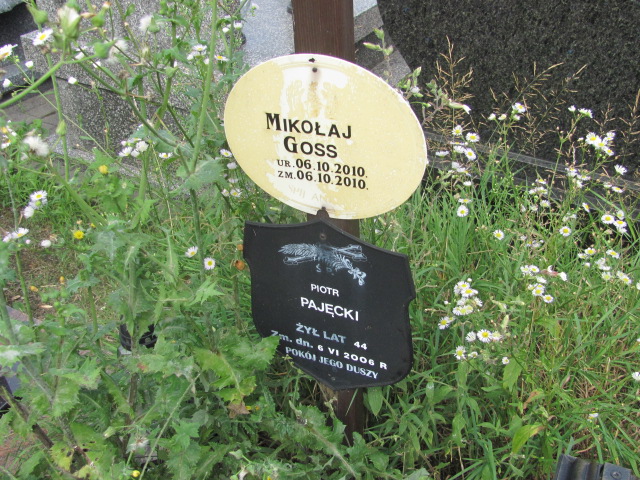 MIKOŁAJ
GOSS
UR.06.10.2010.
ZM.06.10.2010.
PIOTR
PAJĘCKI
ŻYŁ LAT 44
Zm. dn. 6 VI 2006 R
POKÓJ JEGO DUSZY